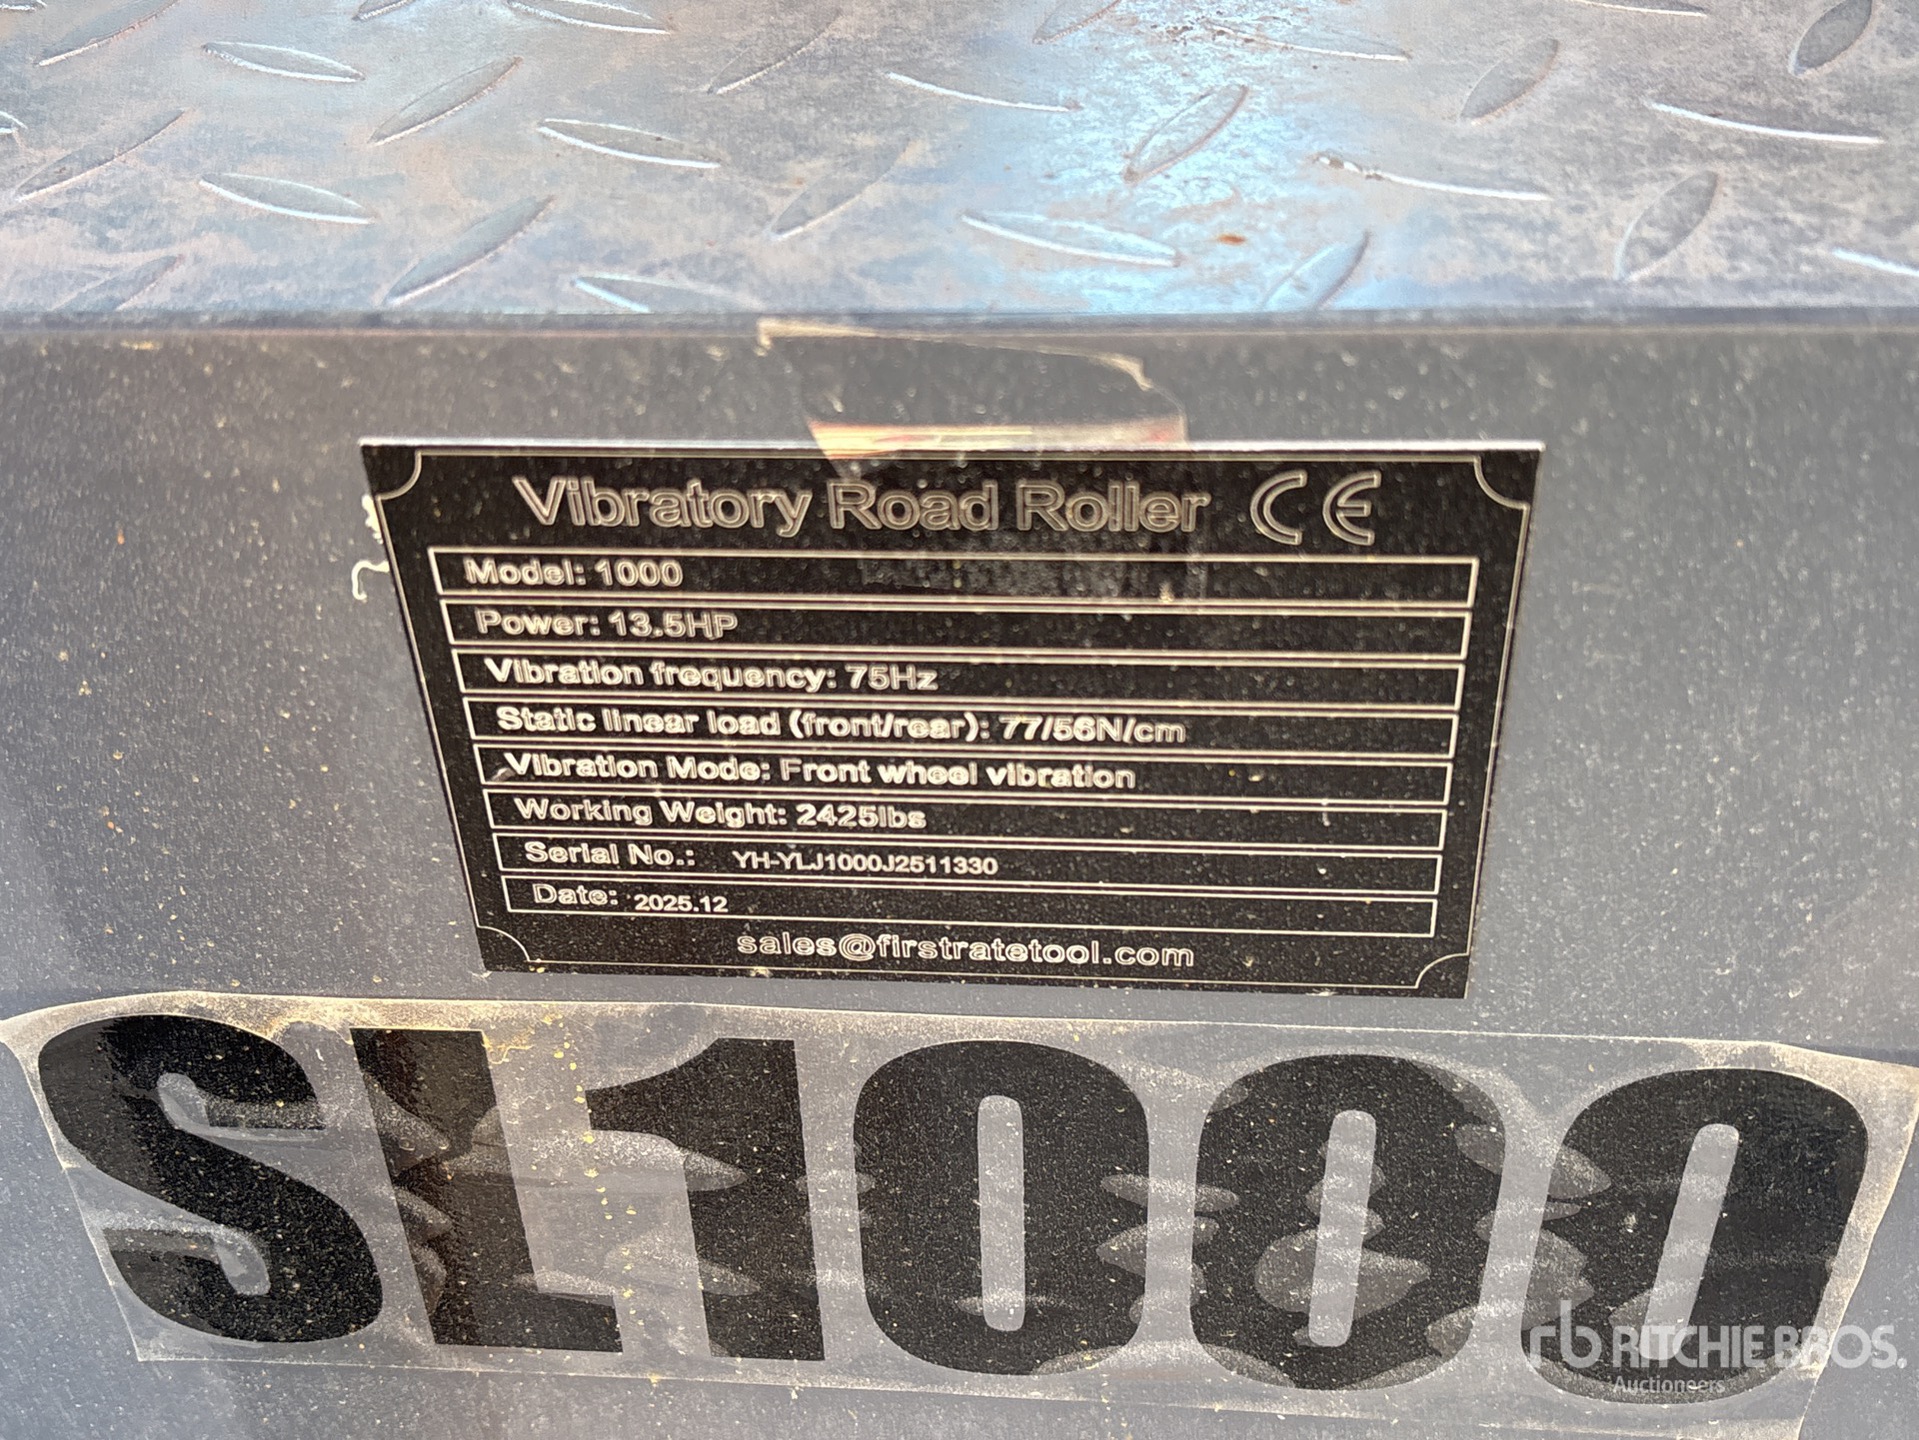 Vibratory Road Roller CE
Model: 1000
Power: 13.5HP
Vibration frequency: 75Hz
Static linear load (front/rear): 77/56N/cm
Vibration Mode: Front wheel vibration
Working Weight: 2425lbs
Serial No.: YH-YLJ1000J2511330
Date: 2025.12
sales@firstratetool.com
SL1000
rb RITCHIE BROS.
Auctioneers